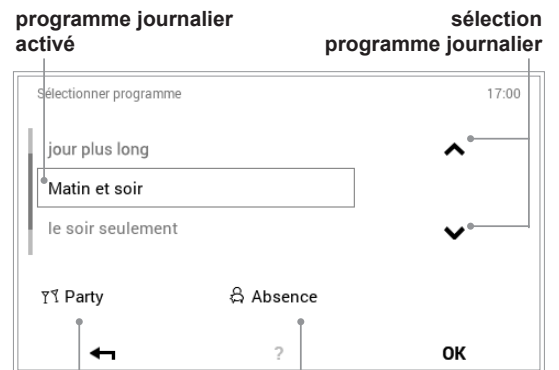 programme journalier
activé
sélection
programme journalier
Sélectionner programme 17:00
jour plus long
Matin et soir
le soir seulement
Party Absence
? OK